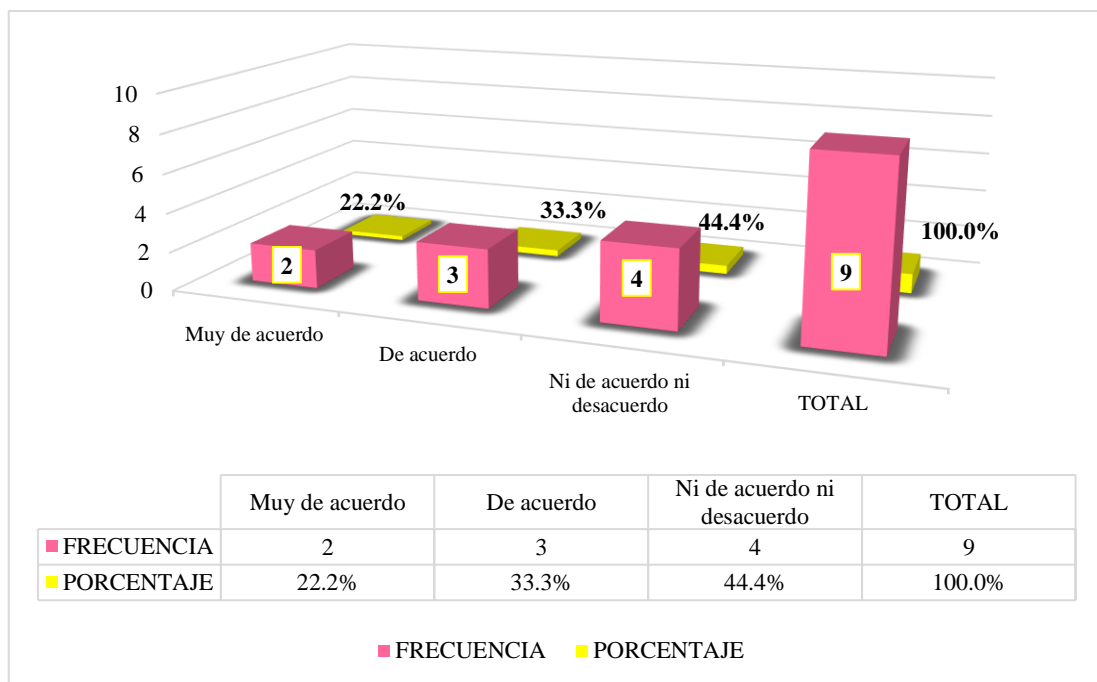 10
8
6
4
2
0
22.2%
33.3%
44.4%
100.0%
2
3
4
9
Muy de acuerdo
De acuerdo
Ni de acuerdo ni
desacuerdo
TOTAL
Muy de acuerdo De acuerdo Ni de acuerdo ni desacuerdo TOTAL
FRECUENCIA 2 3 4 9
PORCENTAJE 22.2% 33.3% 44.4% 100.0%
FRECUENCIA PORCENTAJE